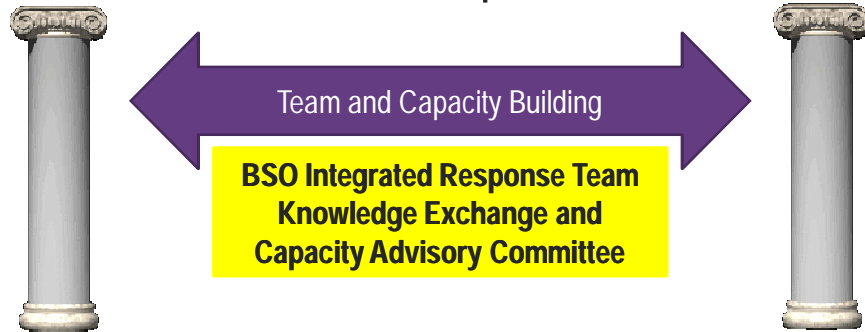 Team and Capacity Building
BSO Integrated Response Team
Knowledge Exchange and
Capacity Advisory Committee